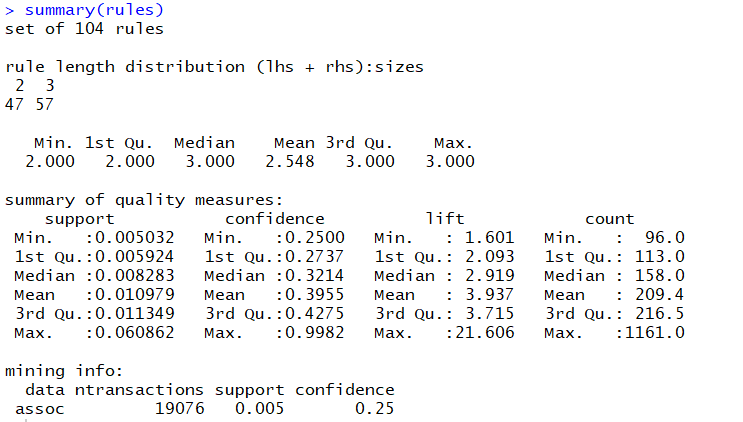 > summary(rules)
set of 104 rules
rule length distribution (lhs + rhs):sizes
2 3
47 57
Min. 1st Qu. Median Mean 3rd Qu. Max.
2.000 2.000 3.000 2.548 3.000 3.000
summary of quality measures:
support confidence lift count
Min. :0.005032 Min. :0.2500 Min. : 1.601 Min. : 96.0
1st Qu.:0.005924 1st Qu.:0.2737 1st Qu.: 2.093 1st Qu.: 113.0
Median :0.008283 Median :0.3214 Median : 2.919 Median : 158.0
Mean :0.010979 Mean :0.3955 Mean : 3.937 Mean : 209.4
3rd Qu.:0.011349 3rd Qu.:0.4275 3rd Qu.: 3.715 3rd Qu.: 216.5
Max. :0.060862 Max. :0.9982 Max. :21.606 Max. :1161.0
mining info:
data ntransactions support confidence
assoc 19076 0.005 0.25